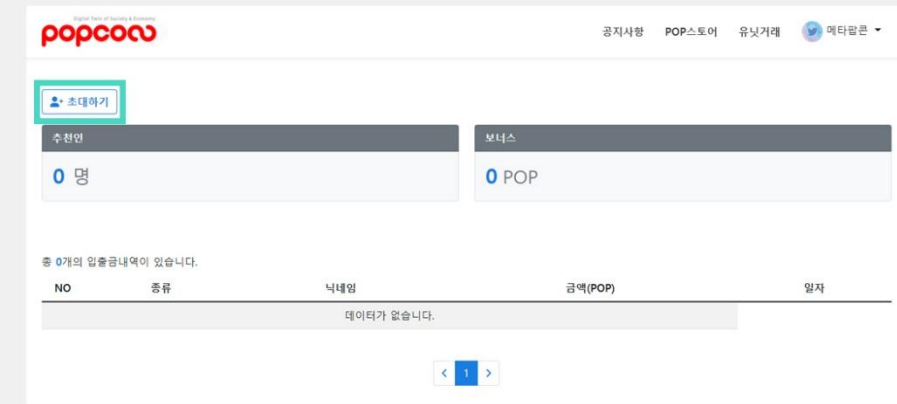 Digital Twin of Society & Economy
popcoω
공지사항 POP스토어 유닛거래 메타팝콘
초대하기
추천인 보너스
0 명 0 POP
총 0개의 입출금내역이 있습니다.
NO 종류 닉네임 금액(POP) 일자
데이터가 없습니다.
< 1 >